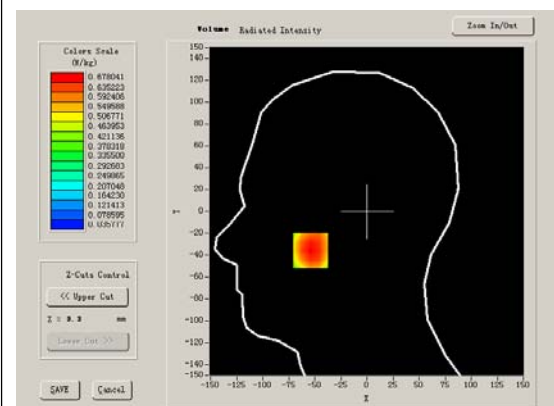 Volume Radiated Intensity
Zoom In/Out
Colors Scale
(W/kg)
0.678041
0.635223
0.592406
0.549588
0.506771
0.463953
0.421136
0.378318
0.335500
0.292683
0.249865
0.207048
0.164230
0.121413
0.078595
0.035777
150
140
120
100
80
60
40
20
0
-20
-40
-60
-80
-100
-120
-140
-150
Y
-150 -125 -100 -75 -50 -25 0 25 50 75 100 125 150
X
Z-Cuts Control
<< Upper Cut
Z = 3.3 mm
Lower Cut >>
SAVE Cancel